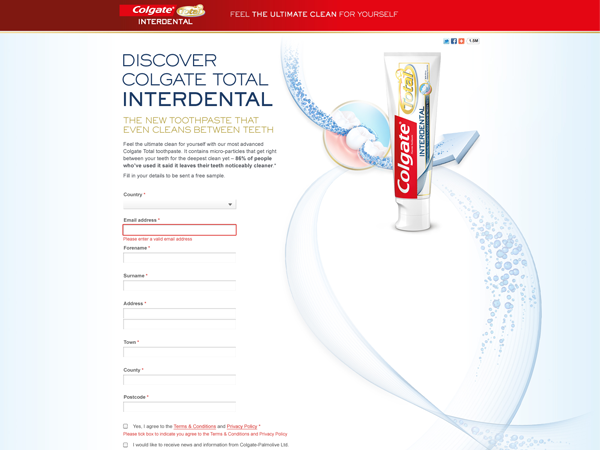 Colgate Total
INTERDENTAL
FEEL THE ULTIMATE CLEAN FOR YOURSELF
1.5M
DISCOVER
COLGATE TOTAL
INTERDENTAL
THE NEW TOOTHPASTE THAT
EVEN CLEANS BETWEEN TEETH
Feel the ultimate clean for yourself with our most advanced
Colgate Total toothpaste. It contains micro-particles that get right
between your teeth for the deepest clean yet – 86% of people
who've used it said it leaves their teeth noticeably cleaner.*
Fill in your details to be sent a free sample.
Colgate Total
INTERDENTAL
Country *
Email address *
Please enter a valid email address
Forename *
Surname *
Address *
Town *
County *
Postcode *
Yes, I agree to the Terms & Conditions and Privacy Policy *
Please tick box to indicate you agree to the Terms & Conditions and Privacy Policy
I would like to receive news and information from Colgate-Palmolive Ltd.